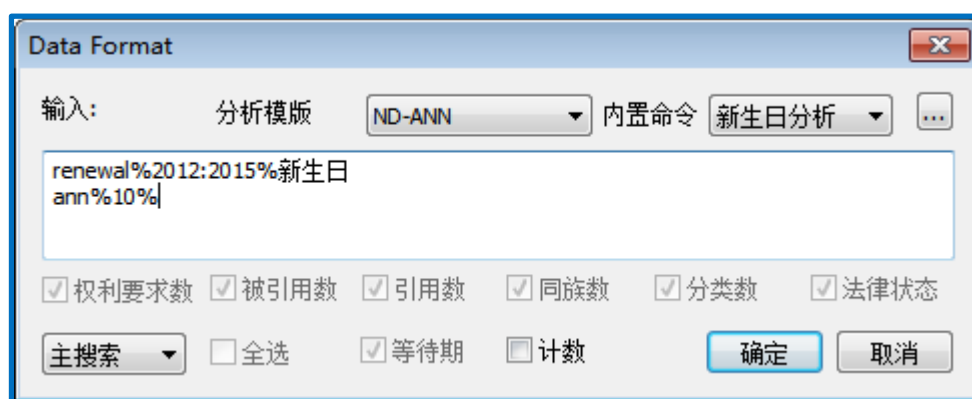 Data Format
输入: 分析模版 ND-ANN 内置命令 新生日分析 ...
renewal%2012:2015%新生日
ann%10%
权利要求数 被引用数 引用数 同族数 分类数 法律状态
主搜索 全选 等待期 计数 确定 取消